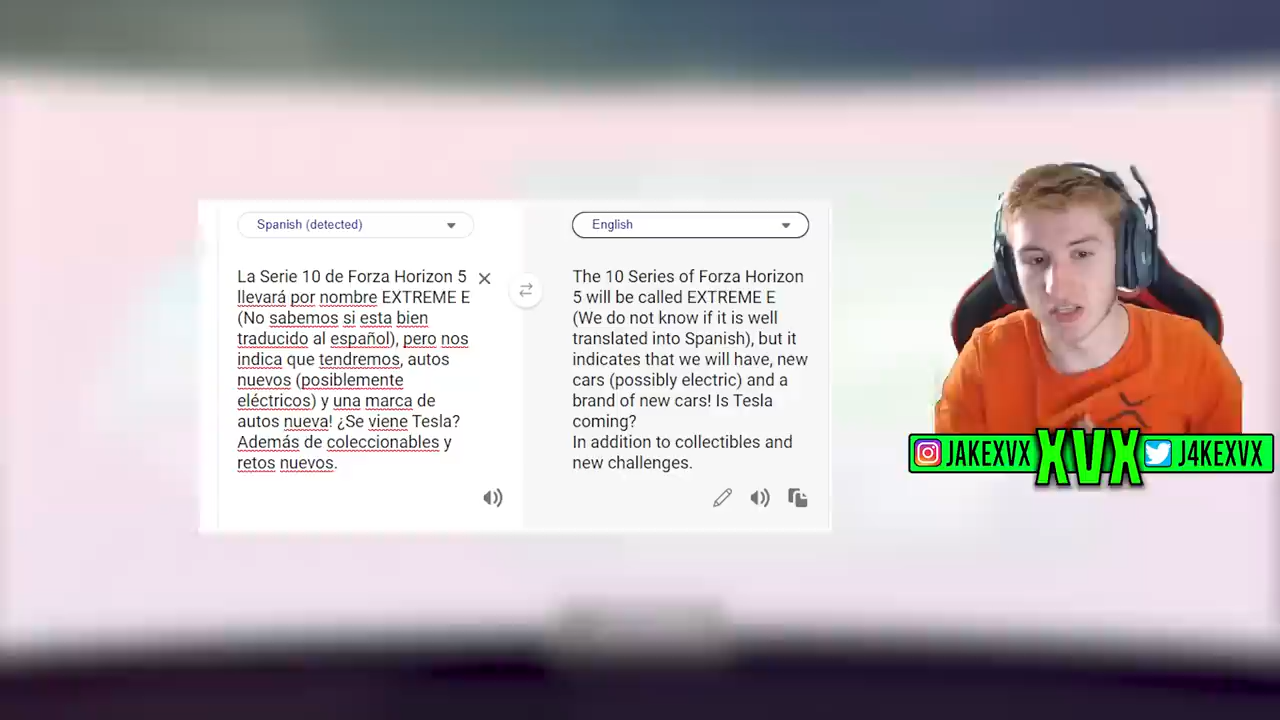 Spanish (detected)
La Serie 10 de Forza Horizon 5
llevará por nombre EXTREME E
(No sabemos si esta bien
traducido al español), pero nos
indica que tendremos, autos
nuevos (posiblemente
eléctricos) y una marca de
autos nueva! ¿Se viene Tesla?
Además de coleccionables y
retos nuevos.
English
The 10 Series of Forza Horizon
5 will be called EXTREME E
(We do not know if it is well
translated into Spanish), but it
indicates that we will have, new
cars (possibly electric) and a
brand of new cars! Is Tesla
coming?
In addition to collectibles and
new challenges.
JAKEXVX XVX J4KEXVX